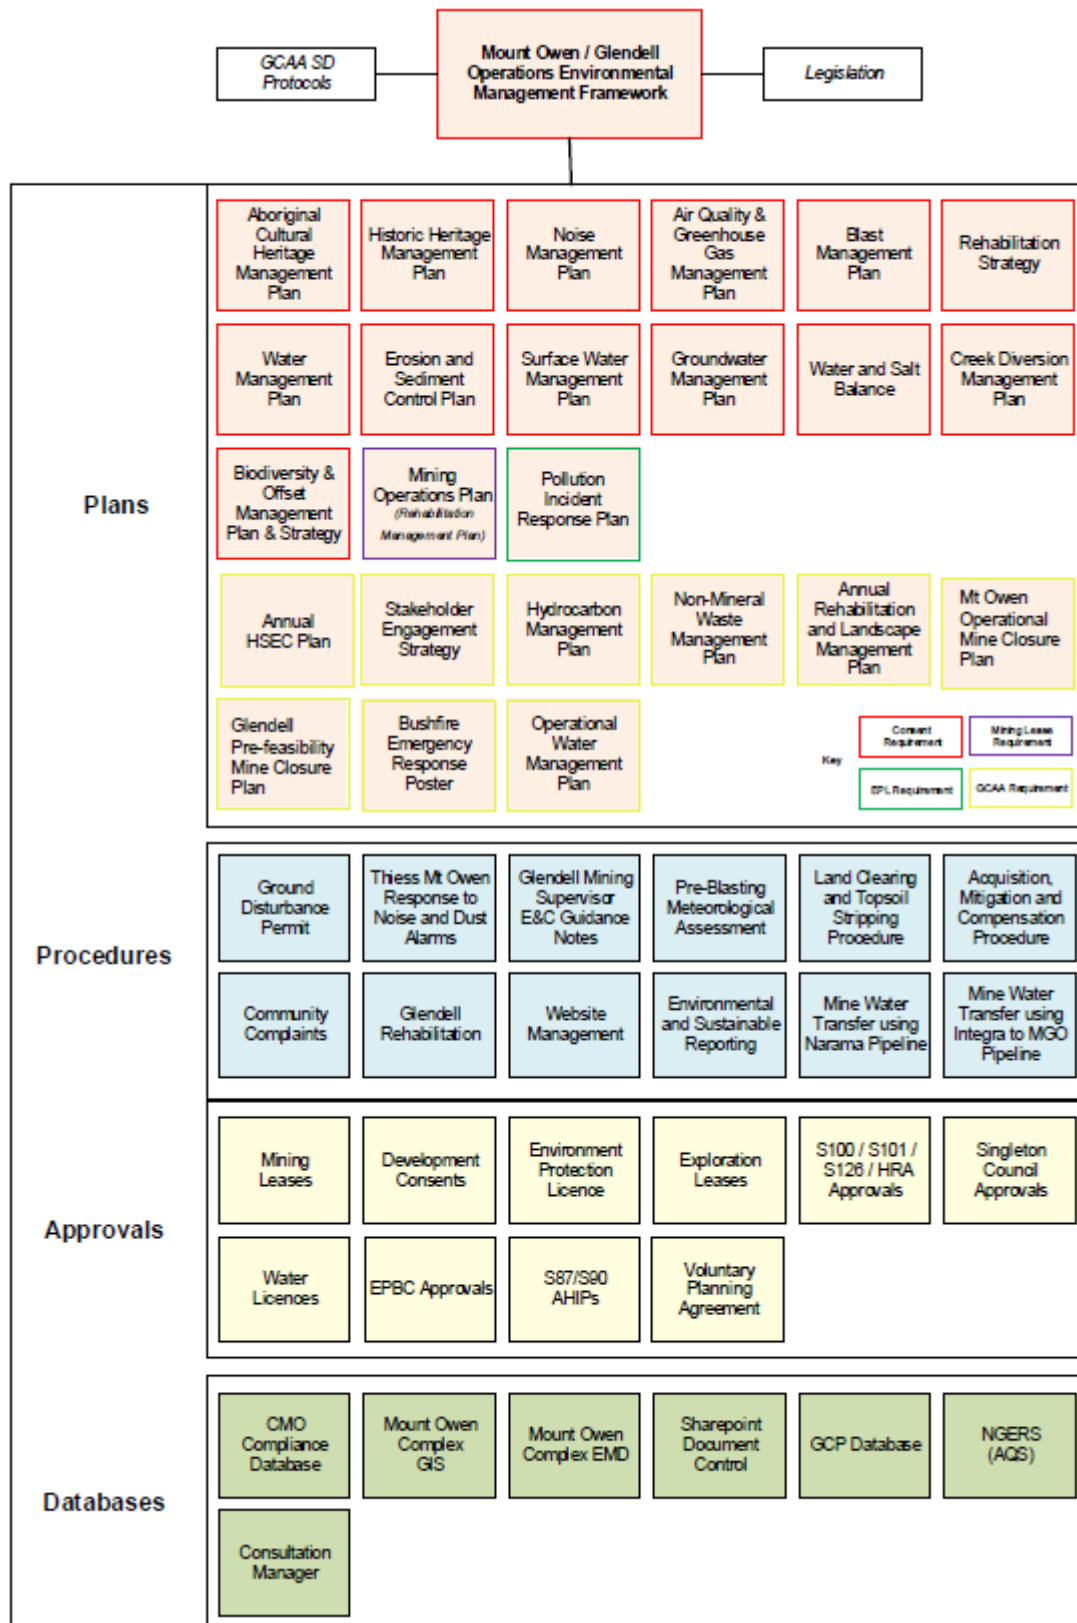 GCAA SD
Protocols
Mount Owen / Glendell
Operations Environmental
Management Framework
Legislation
Plans
Aboriginal
Cultural
Heritage
Management
Plan
Historic Heritage
Management
Plan
Noise
Management
Plan
Air Quality &
Greenhouse
Gas
Management
Plan
Blast
Management
Plan
Rehabilitation
Strategy
Water
Management
Plan
Erosion and
Sediment
Control Plan
Surface Water
Management
Plan
Groundwater
Management
Plan
Water and Salt
Balance
Creek Diversion
Management
Plan
Biodiversity &
Offset
Management
Plan & Strategy
Mining
Operations Plan
(Rehabilitation
Management Plan)
Pollution
Incident
Response Plan
Annual
HSEC Plan
Stakeholder
Engagement
Strategy
Hydrocarbon
Management
Plan
Non-Mineral
Waste
Management
Plan
Annual
Rehabilitation
and Landscape
Management
Plan
Mt Owen
Operational
Mine Closure
Plan
Glendell
Pre-feasibility
Mine Closure
Plan
Bushfire
Emergency
Response
Poster
Operational
Water
Management
Plan
Key
Consent
Requirement
Mining Lease
Requirement
EPL Requirement
GCAA Requirement
Procedures
Ground
Disturbance
Permit
Thiess Mt Owen
Response to
Noise and Dust
Alarms
Glendell Mining
Supervisor
E&C Guidance
Notes
Pre-Blasting
Meteorological
Assessment
Land Clearing
and Topsoil
Stripping
Procedure
Acquisition,
Mitigation and
Compensation
Procedure
Community
Complaints
Glendell
Rehabilitation
Website
Management
Environmental
and Sustainable
Reporting
Mine Water
Transfer using
Narama Pipeline
Mine Water
Transfer using
Integra to MGO
Pipeline
Approvals
Mining
Leases
Development
Consents
Environment
Protection
Licence
Exploration
Leases
S100 / S101 /
S126 / HRA
Approvals
Singleton
Council
Approvals
Water
Licences
EPBC Approvals
S87/S90
AHIPs
Voluntary
Planning
Agreement
Databases
CMO
Compliance
Database
Mount Owen
Complex
GIS
Mount Owen
Complex EMD
Sharepoint
Document
Control
GCP Database
NGERS
(AQS)
Consultation
Manager